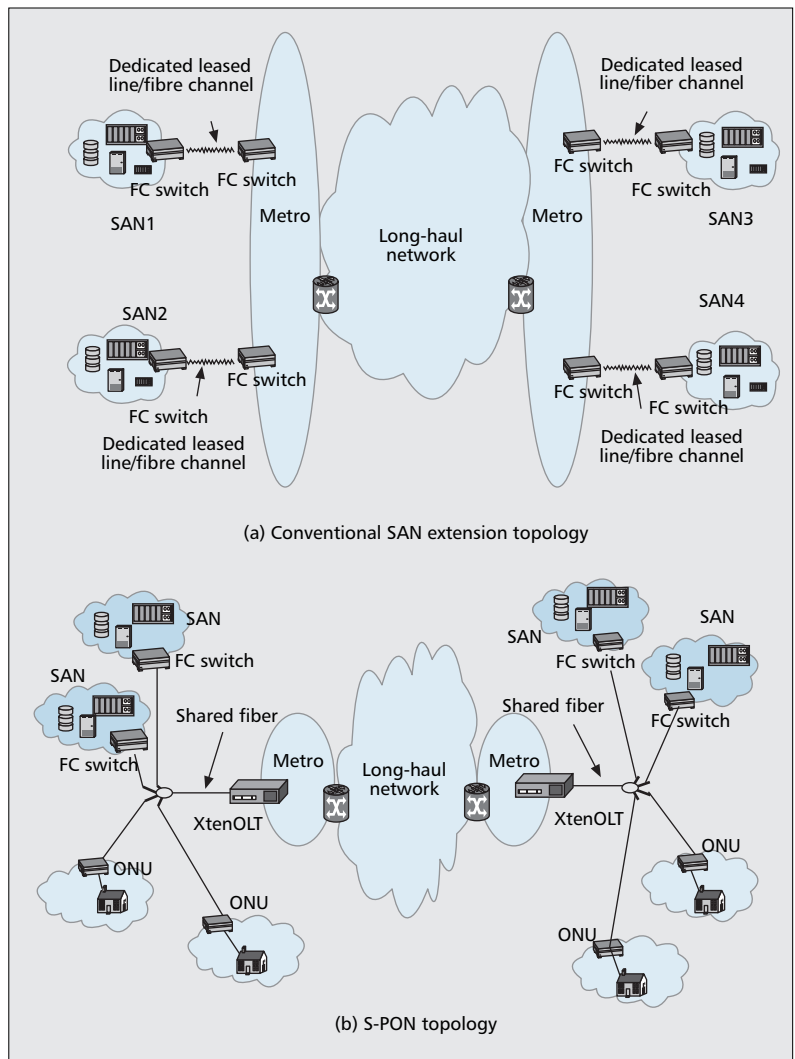 Dedicated leased
line/fibre channel
FC switch
FC switch
SAN1
Metro
Long-haul
network
Dedicated leased
line/fiber channel
FC switch
FC switch
Metro
SAN3
SAN2
FC switch
FC switch
Dedicated leased
line/fibre channel
SAN4
FC switch
FC switch
Dedicated leased
line/fibre channel
(a) Conventional SAN extension topology
SAN
FC switch
SAN
FC switch
Shared fiber
XtenOLT
Metro
Long-haul
network
Metro
XtenOLT
Shared fiber
SAN
FC switch
SAN
FC switch
ONU
ONU
ONU
ONU
(b) S-PON topology